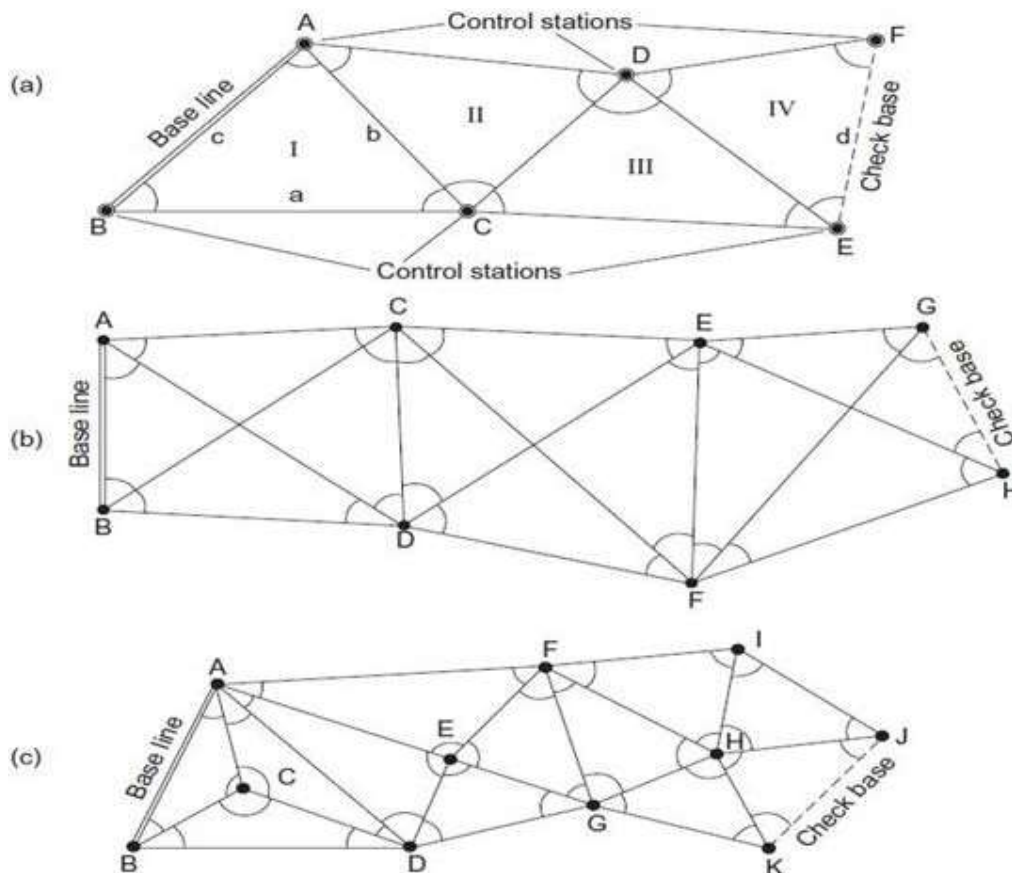 A
Control stations
F
D
(a)
Base line
c
I
b
II
IV
d
Check base
a
III
B
C
E
Control stations
A
C
E
G
(b)
Base line
Check base
H
B
D
F
A
F
I
(c)
Base line
E
H
J
C
G
Check base
B
D
K